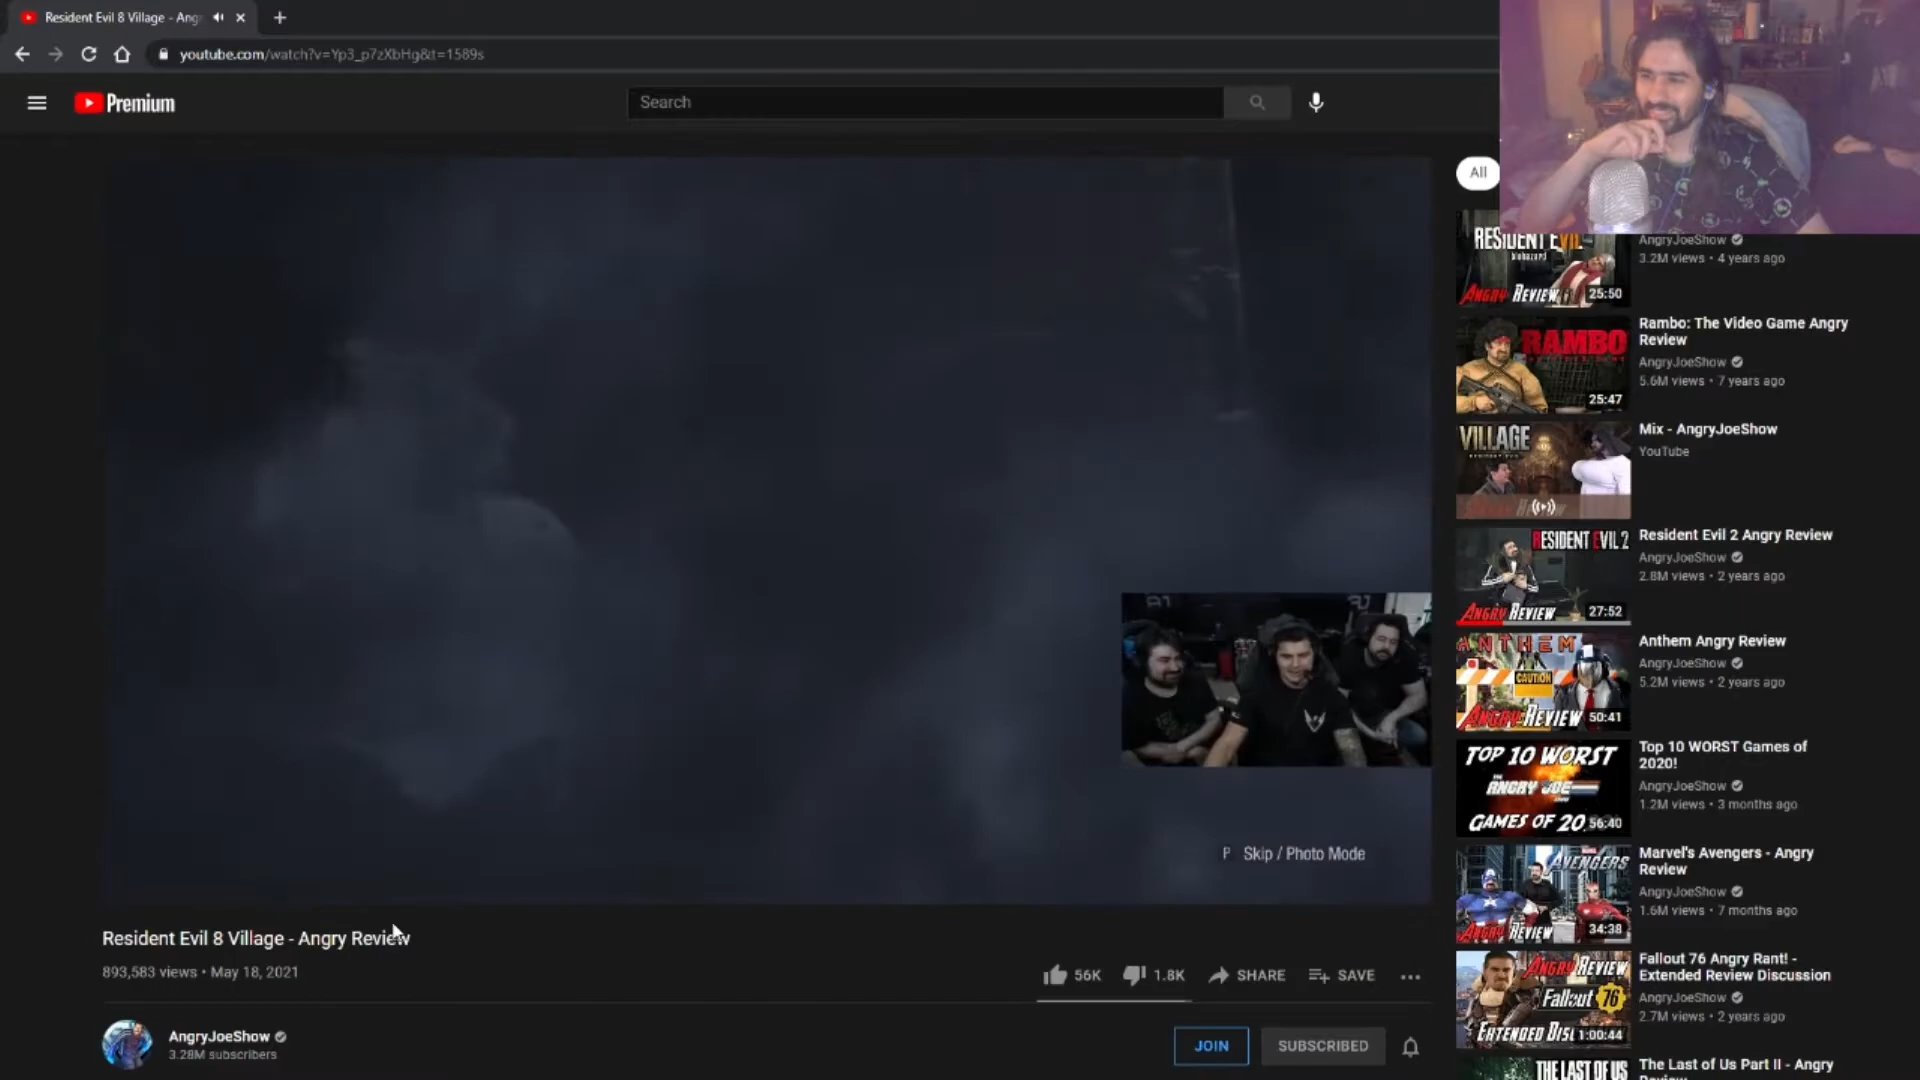 Resident Evil 8 Village - Angr
youtube.com/watch?v=Yp3_p7zXbHg&t=1589s
Premium
Search
All
RESIDENT EVIL
biohazard
ANGRY REVIEW
25:50
AngryJoeShow
3.2M views • 4 years ago
RAMBO
25:47
Rambo: The Video Game Angry
Review
AngryJoeShow
5.6M views • 7 years ago
VILLAGE
Mix - AngryJoeShow
YouTube
RESIDENT EVIL 2
ANGRY REVIEW
27:52
Resident Evil 2 Angry Review
AngryJoeShow
2.8M views • 2 years ago
ANTHEM
CAUTION
ANGRY REVIEW
50:41
Anthem Angry Review
AngryJoeShow
5.2M views • 2 years ago
TOP 10 WORST
THE
ANGRY JOE
SHOW
GAMES OF 20
56:40
Top 10 WORST Games of
2020!
AngryJoeShow
1.2M views • 3 months ago
MARVEL
AVENGERS
ANGRY REVIEW
34:38
Marvel's Avengers - Angry
Review
AngryJoeShow
1.6M views • 7 months ago
ANGRY REVIEW
Fallout 76
EXTENDED DIS
1:00:44
Fallout 76 Angry Rant! -
Extended Review Discussion
AngryJoeShow
2.7M views • 2 years ago
THE LAST OF US
The Last of Us Part II - Angry
Review
P Skip / Photo Mode
Resident Evil 8 Village - Angry Review
893,583 views • May 18, 2021
56K
1.8K
SHARE
SAVE
AngryJoeShow
3.28M subscribers
JOIN
SUBSCRIBED